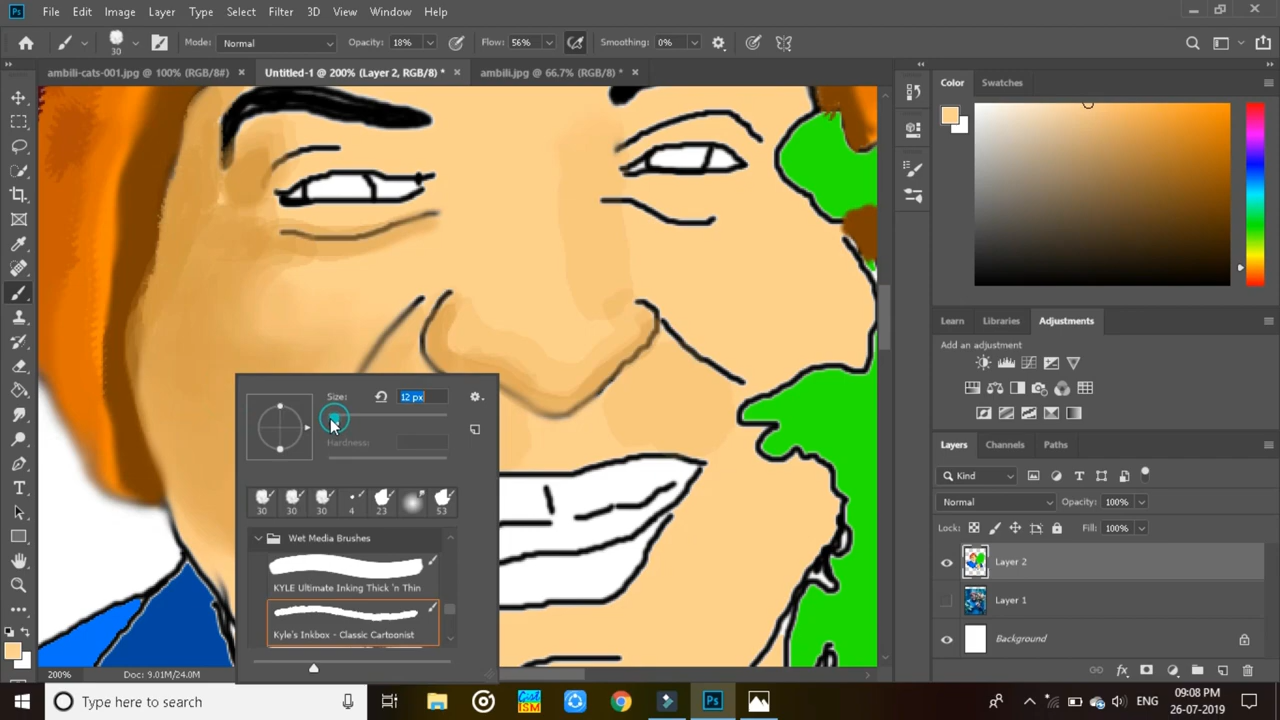 Ps File Edit Image Layer Type Select Filter 3D View Window Help
30 Mode: Normal Opacity: 18% Flow: 56% Smoothing: 0%
ambili-cats-001.jpg @ 100% (RGB/8#) × Untitled-1 @ 200% (Layer 2, RGB/8) * × ambili.jpg @ 66.7% (RGB/8) * ×
Color Swatches
Learn Libraries Adjustments
Add an adjustment
Size: 12 px
Hardness:
30 30 30 4 23 53
Wet Media Brushes
KYLE Ultimate Inking Thick 'n Thin
Kyle's Inkbox - Classic Cartoonist
Layers Channels Paths
Kind
Normal Opacity: 100%
Lock: Fill: 100%
Layer 2
Layer 1
Background
fx
200% Doc: 9.01M/24.0M
Type here to search
Ps
ENG
09:08 PM
26-07-2019